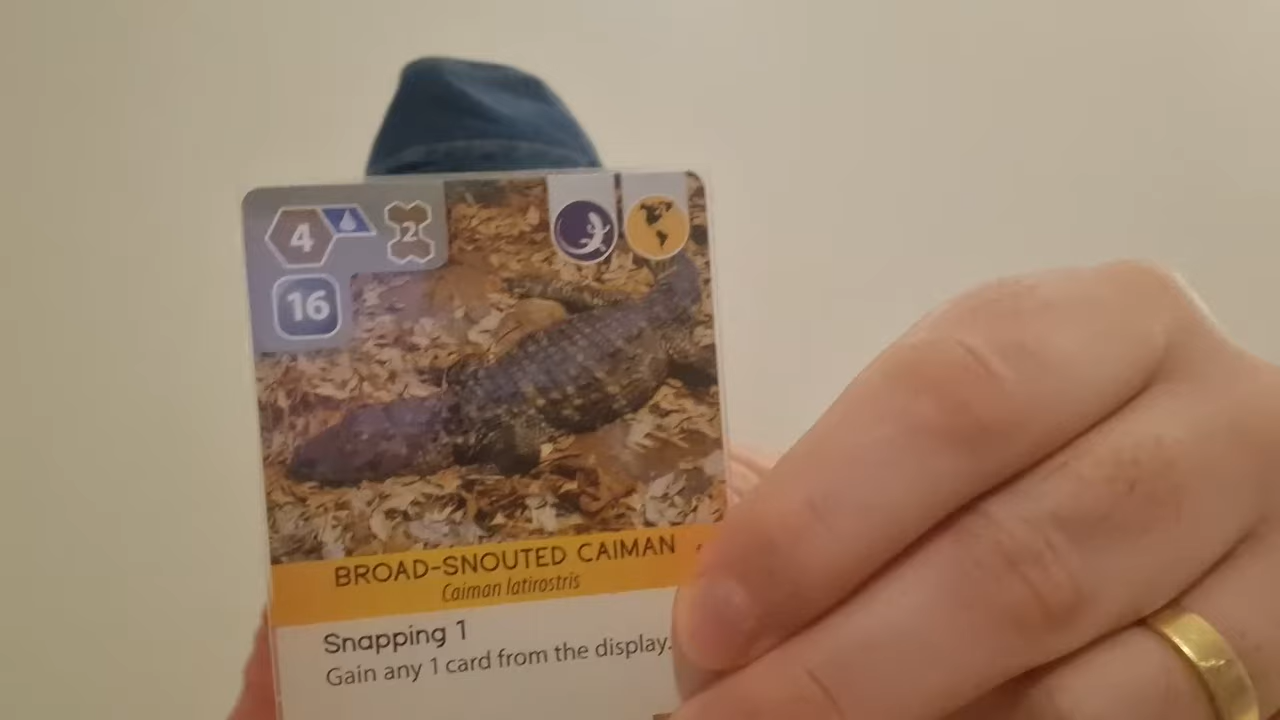 4
2
16
BROAD-SNOUTED CAIMAN
Caiman latirostris
Snapping 1
Gain any 1 card from the display.